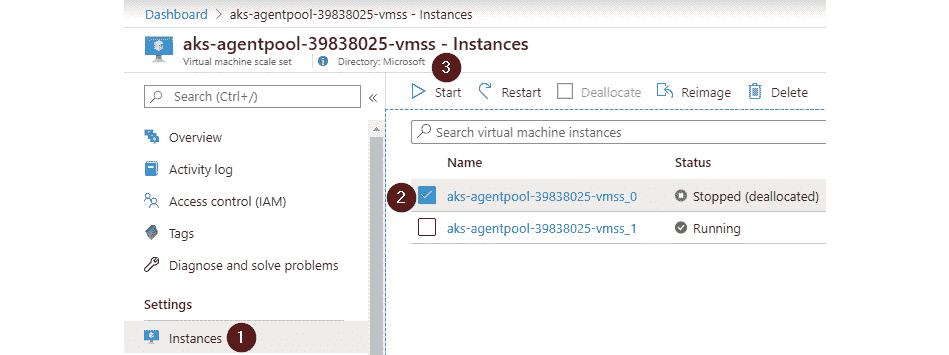 Dashboard > aks-agentpool-39838025-vmss - Instances
aks-agentpool-39838025-vmss - Instances
Virtual machine scale set
Directory: Microsoft
3
Search (Ctrl+/)
«
Overview
Activity log
Access control (IAM)
Tags
Diagnose and solve problems
Settings
Instances 1
Start Restart Deallocate Reimage Delete
Search virtual machine instances
Name Status
2 aks-agentpool-39838025-vmss_0 Stopped (deallocated)
aks-agentpool-39838025-vmss_1 Running